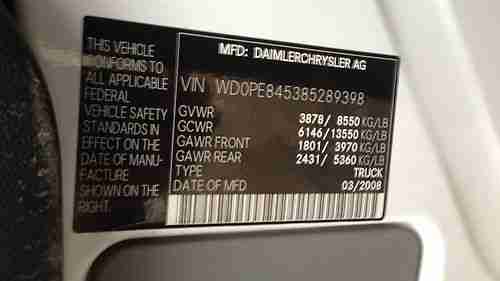 THIS VEHICLE
CONFORMS TO
ALL APPLICABLE
FEDERAL
VEHICLE SAFETY
STANDARDS IN
EFFECT ON THE
DATE OF MANU-
FACTURE
SHOWN ON THE
RIGHT.
MFD: DAIMLERCHRYSLER AG
VIN WD0PE845385289398
GVWR 3878/ 8550 KG/LB
GCWR 6146/13550 KG/LB
GAWR FRONT 1801/ 3970 KG/LB
GAWR REAR 2431/ 5360 KG/LB
TYPE TRUCK
DATE OF MFD 03/2008